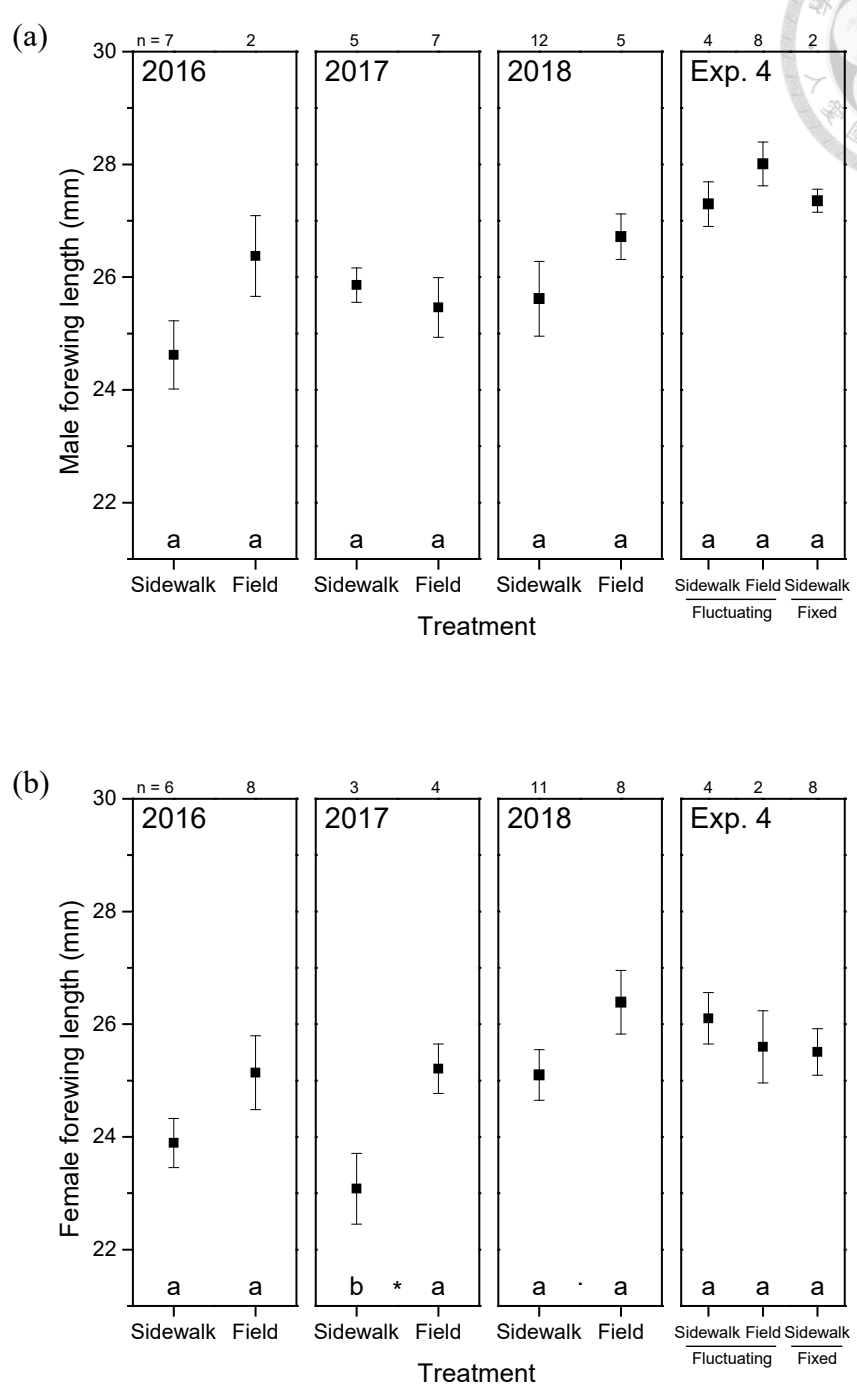 (a)
n = 7 2 5 7 12 5 4 8 2
30
2016 2017 2018 Exp. 4
28
26
24
22
Male forewing length (mm)
a a a a a a a a a
Sidewalk Field Sidewalk Field Sidewalk Field Sidewalk Field Sidewalk
Fluctuating Fixed
Treatment
(b)
n = 6 8 3 4 11 8 4 2 8
30
2016 2017 2018 Exp. 4
28
26
24
22
Female forewing length (mm)
a a b * a a · a a a a
Sidewalk Field Sidewalk Field Sidewalk Field Sidewalk Field Sidewalk
Fluctuating Fixed
Treatment